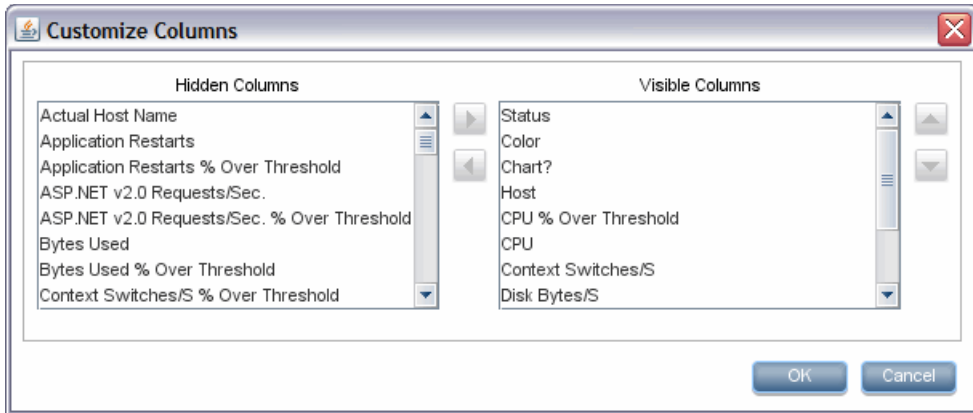 Customize Columns
Hidden Columns
Actual Host Name
Application Restarts
Application Restarts % Over Threshold
ASP.NET v2.0 Requests/Sec.
ASP.NET v2.0 Requests/Sec. % Over Threshold
Bytes Used
Bytes Used % Over Threshold
Context Switches/S % Over Threshold
Visible Columns
Status
Color
Chart?
Host
CPU % Over Threshold
CPU
Context Switches/S
Disk Bytes/S
OK
Cancel